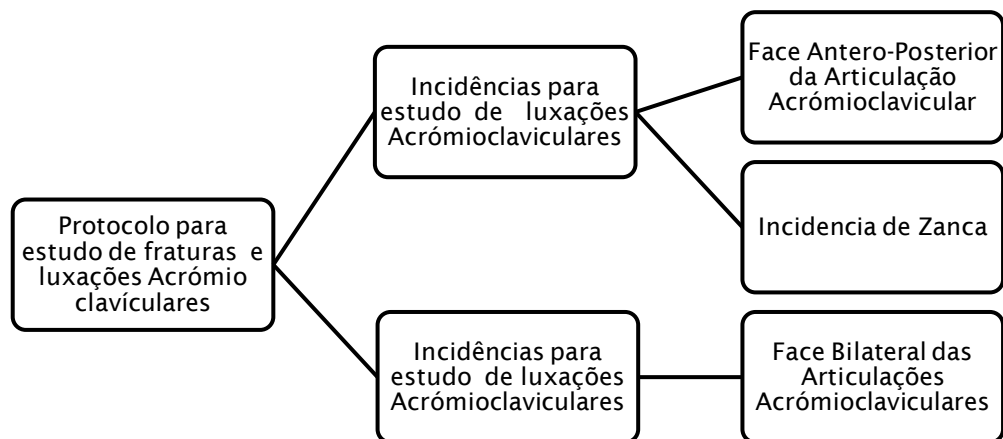 Protocolo para
estudo de fraturas e
luxações Acrómio
clavículares
Incidências para
estudo de luxações
Acrómioclaviculares
Face Antero-Posterior
da Articulação
Acrómioclavicular
Incidencia de Zanca
Incidências para
estudo de luxações
Acrómioclaviculares
Face Bilateral das
Articulações
Acrómioclaviculares